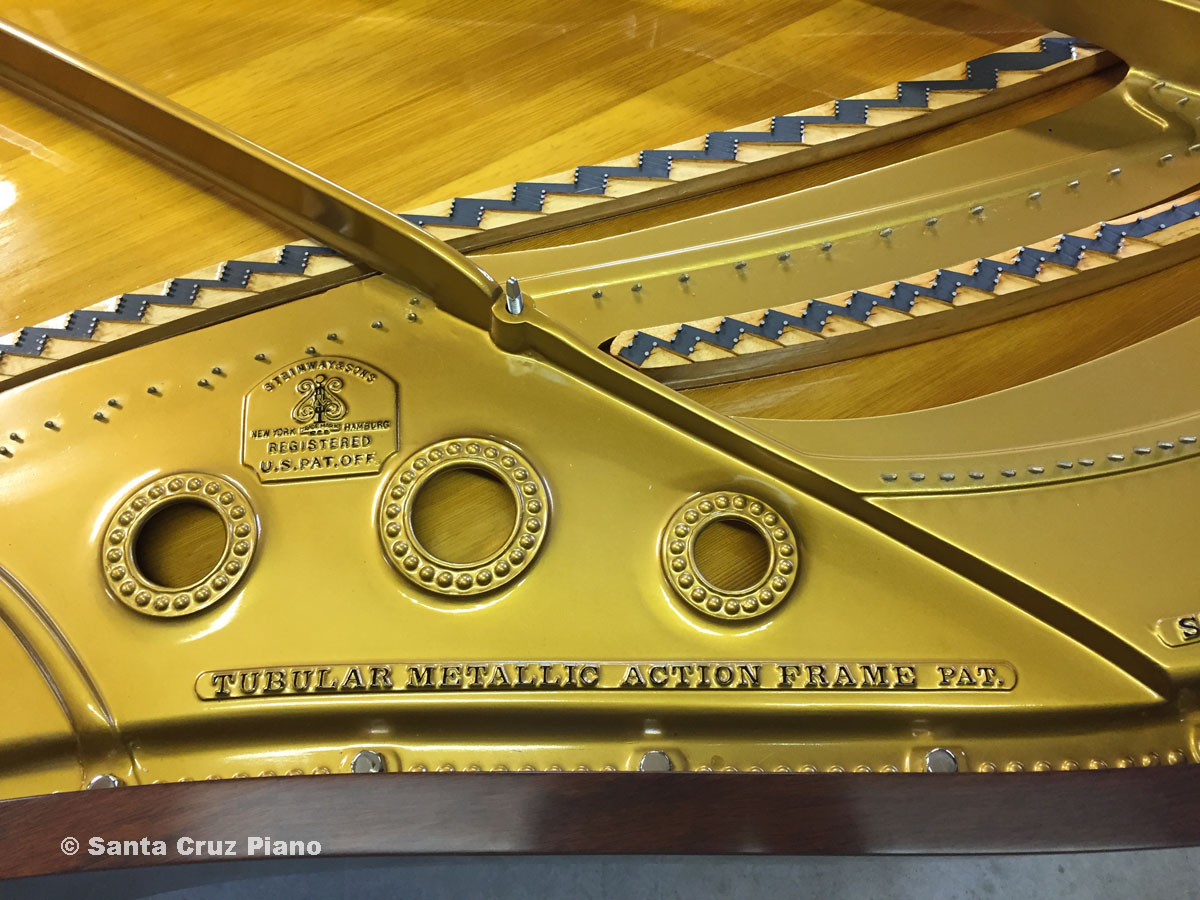 STEINWAY & SONS
NEW YORK HAMBURG
REGISTERED
U.S. PAT. OFF.
TUBULAR METALLIC ACTION FRAME PAT.
S
© Santa Cruz Piano